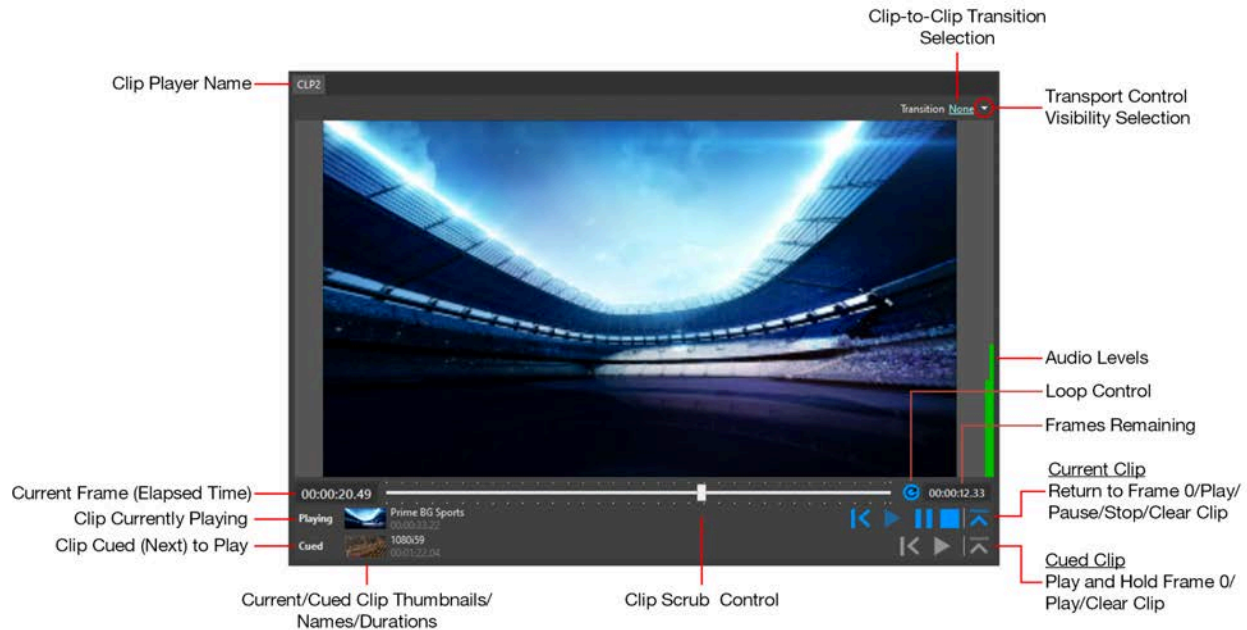 Clip-to-Clip Transition
Selection
Clip Player Name
CLP2
Transition None
Transport Control
Visibility Selection
Audio Levels
Loop Control
Frames Remaining
Current Frame (Elapsed Time)
00:00:20.49
00:00:12.33
Current Clip
Return to Frame 0/Play/
Pause/Stop/Clear Clip
Clip Currently Playing
Playing
Prime BG Sports
00:00:33.22
Clip Cued (Next) to Play
Cued
1080i59
00:01:22.04
Cued Clip
Play and Hold Frame 0/
Play/Clear Clip
Current/Cued Clip Thumbnails/
Names/Durations
Clip Scrub Control